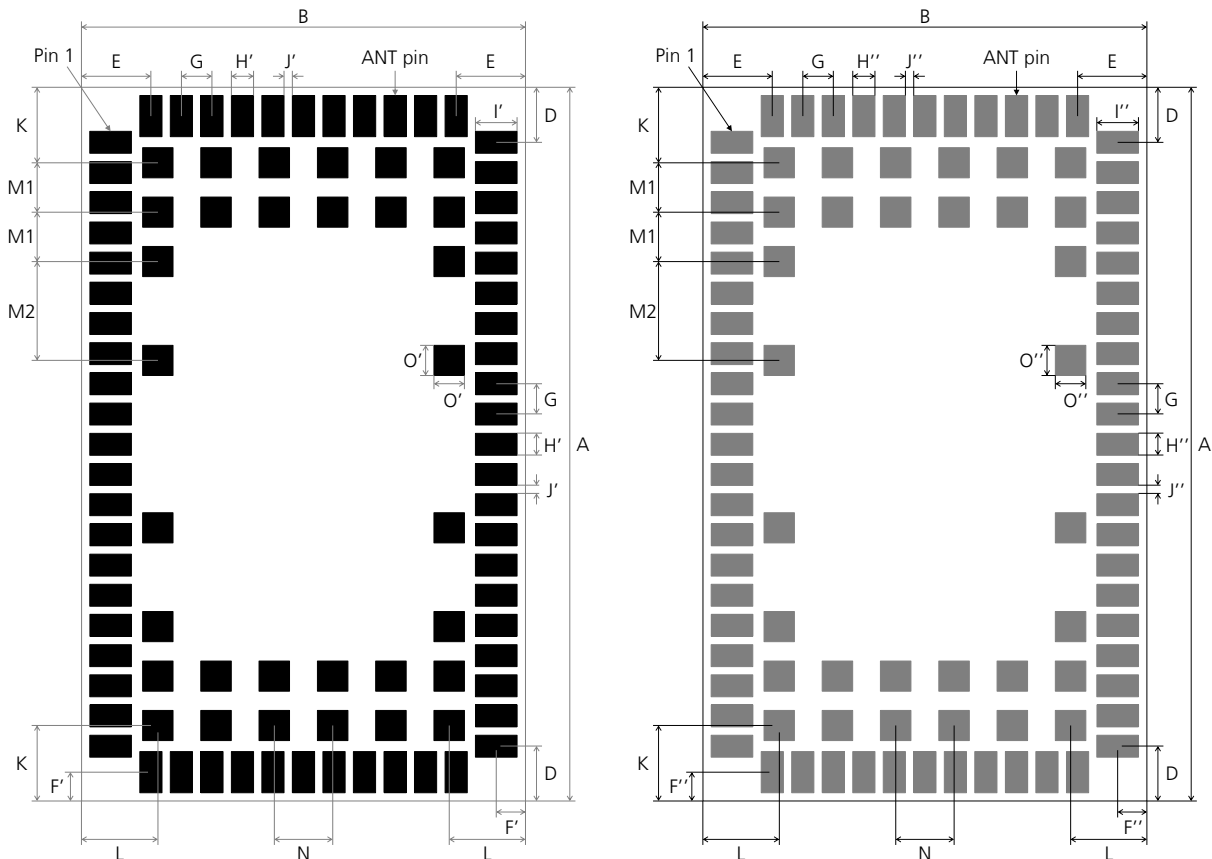 B
Pin 1
E
G
H'
J'
ANT pin
E
K
I'
D
M1
M1
M2
O'
O'
G
A
H'
J'
K
F'
D
F'
L
N
L
B
Pin 1
E
G
H''
J''
ANT pin
E
K
I''
D
M1
M1
M2
O''
O''
G
A
H''
J''
K
F''
D
F''
L
N
L